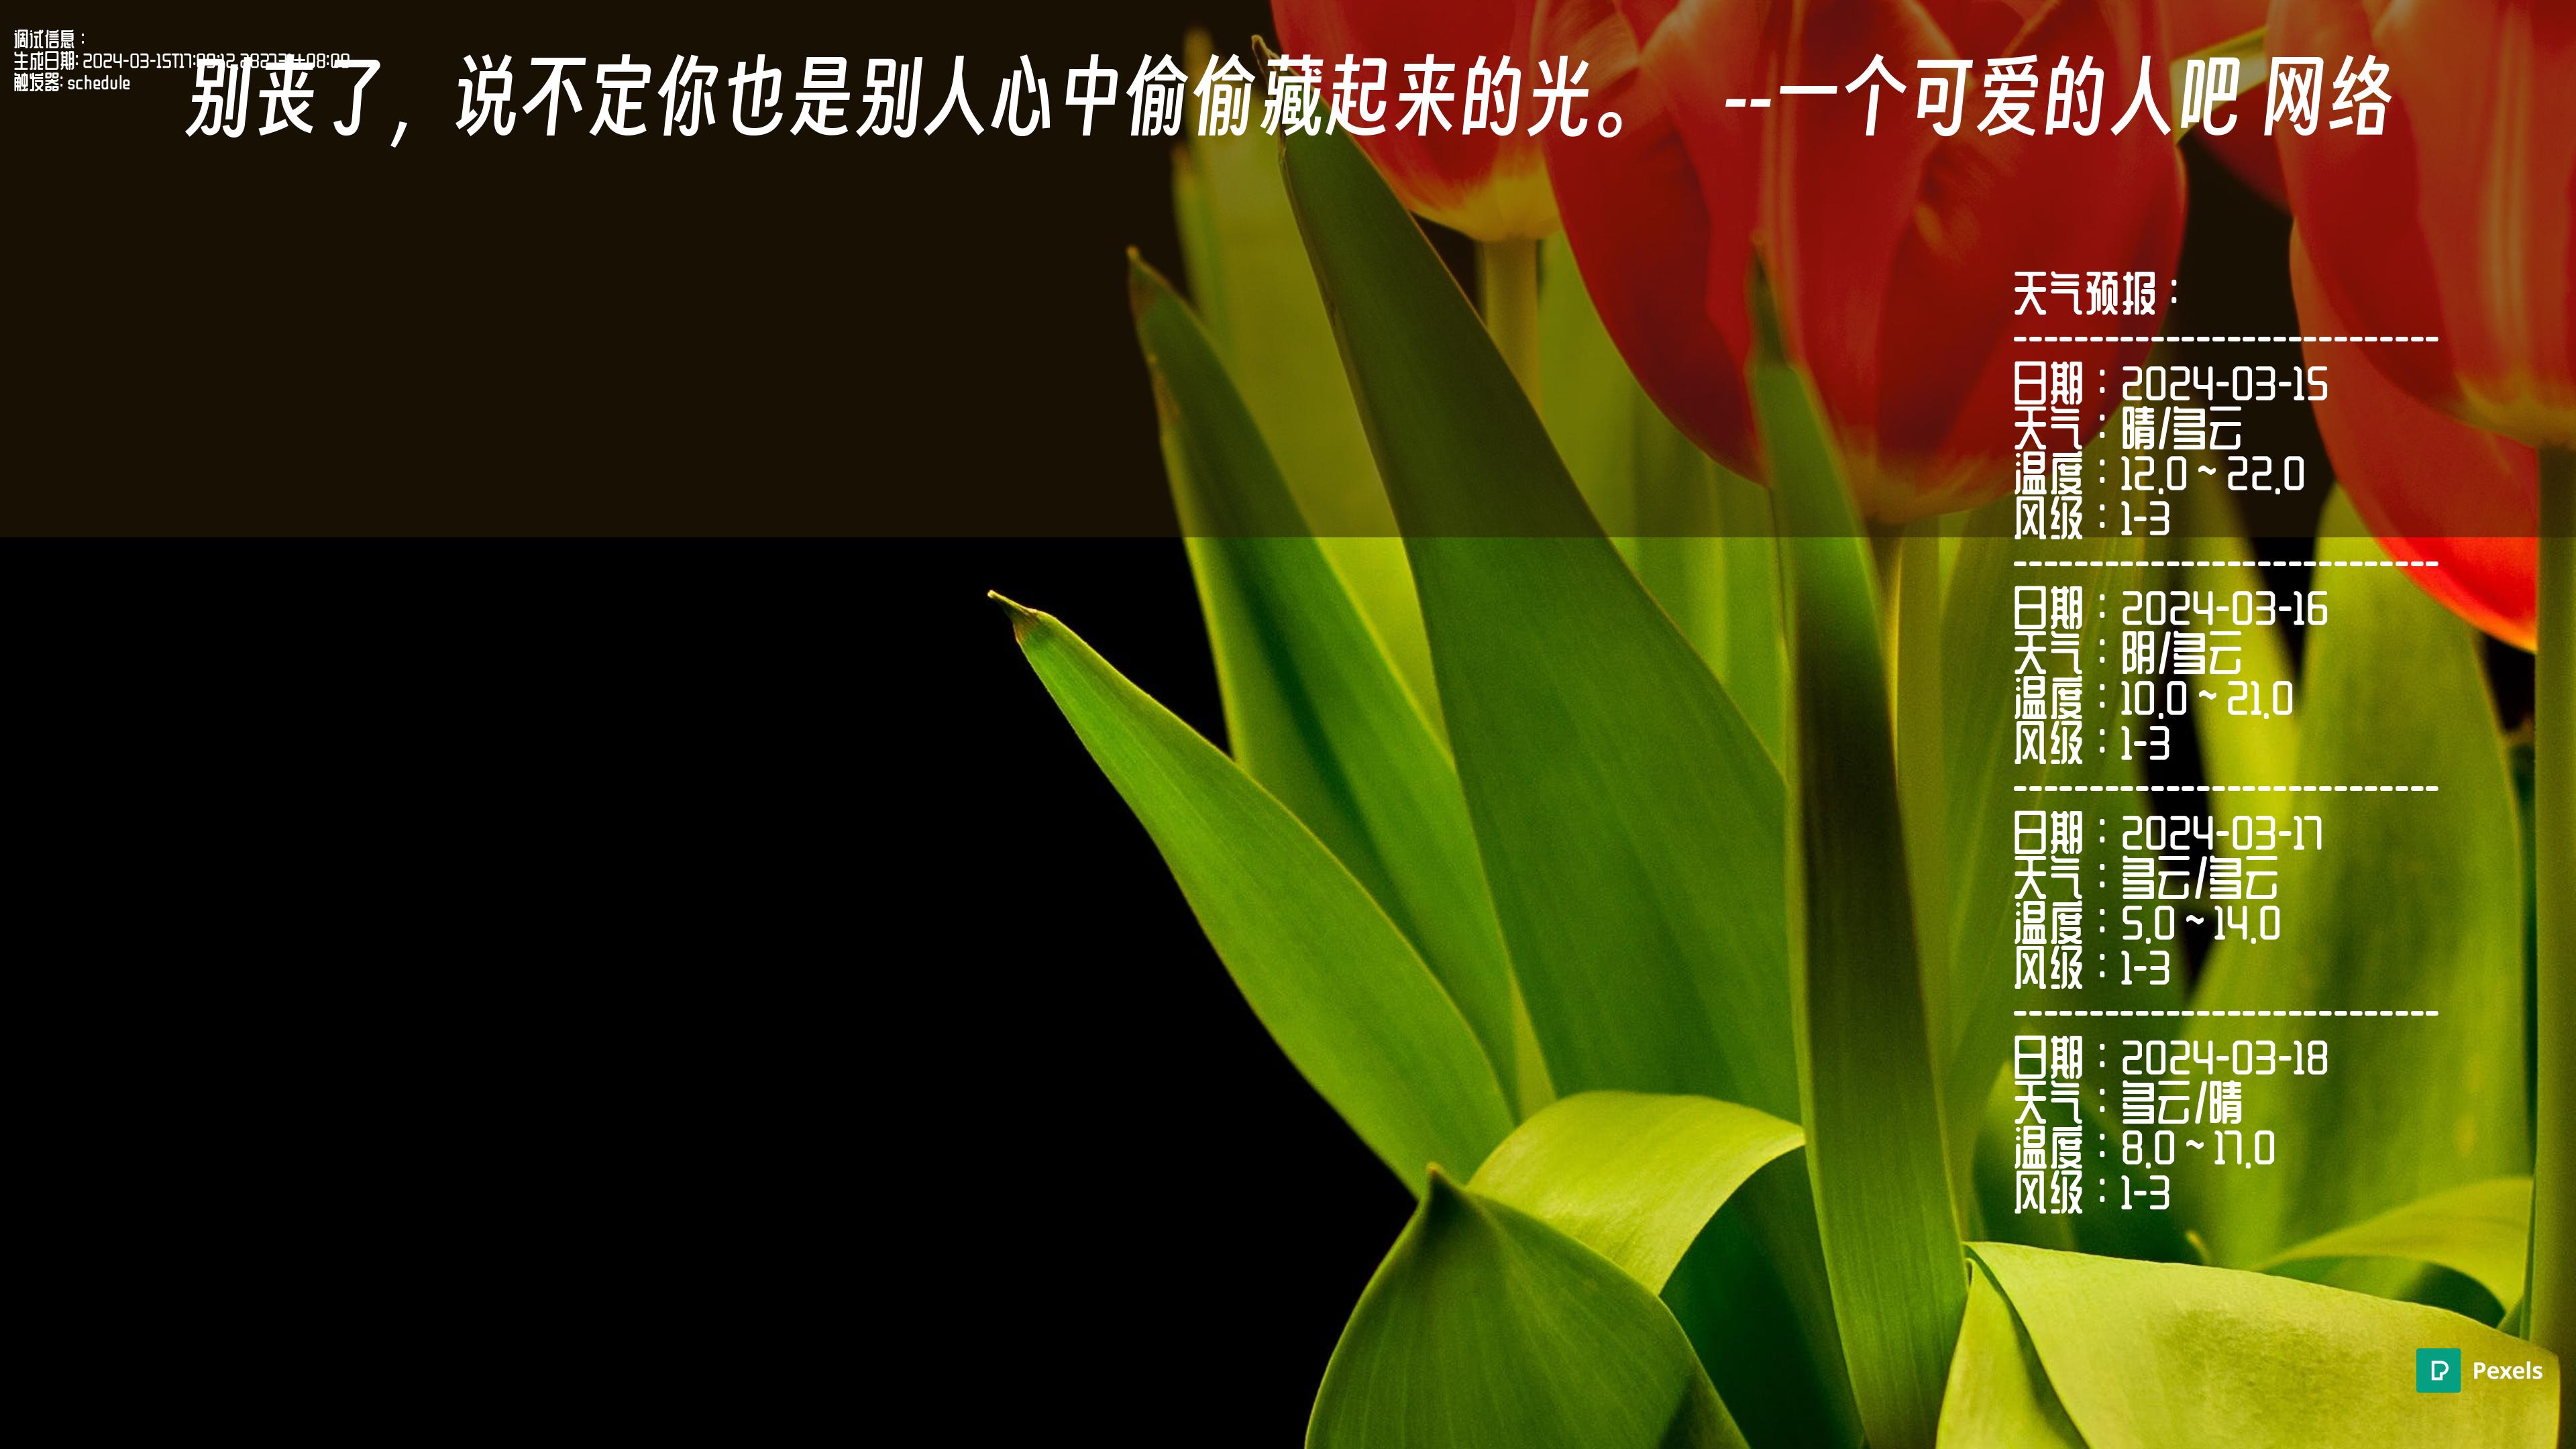 调试信息：
生成日期: 2024-03-15T17:
触发器: schedule
别丧了，说不定你也是别人心中偷偷藏起来的光。 --一个可爱的人吧 网络
天气预报：
----------------------------
日期：2024-03-15
天气：晴/多云
温度：12.0 ~ 22.0
风级：1-3
----------------------------
日期：2024-03-16
天气：阴/多云
温度：10.0 ~ 21.0
风级：1-3
----------------------------
日期：2024-03-17
天气：多云/多云
温度：5.0 ~ 14.0
风级：1-3
----------------------------
日期：2024-03-18
天气：多云/晴
温度：8.0 ~ 17.0
风级：1-3
Pexels